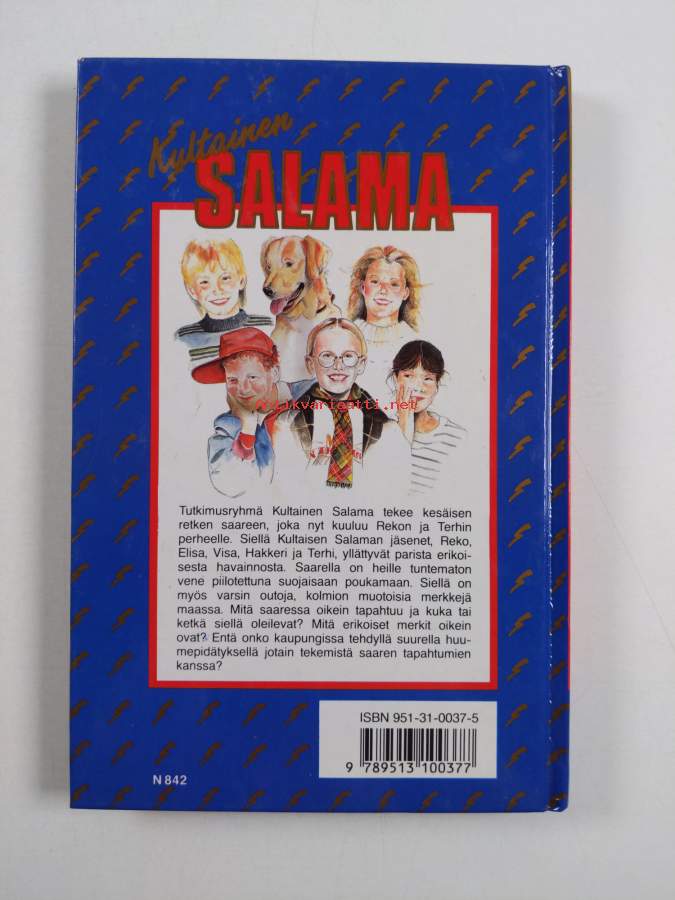 Kultainen
SALAMA
antikvariaatti.net
Tutkimusryhmä Kultainen Salama tekee kesäisen
retken saareen, joka nyt kuuluu Rekon ja Terhin
perheelle. Siellä Kultaisen Salaman jäsenet, Reko,
Elisa, Visa, Hakkeri ja Terhi, yllättyvät parista erikoi-
sesta havainnosta. Saarella on heille tuntematon
vene piilotettuna suojaisaan poukamaan. Siellä on
myös varsin outoja, kolmion muotoisia merkkejä
maassa. Mitä saaressa oikein tapahtuu ja kuka tai
ketkä siellä oleilevat? Mitä erikoiset merkit oikein
ovat? Entä onko kaupungissa tehdyllä suurella huu-
mepidätyksellä jotain tekemistä saaren tapahtumien
kanssa?
ISBN 951-31-0037-5
9 789513 100377
N 842